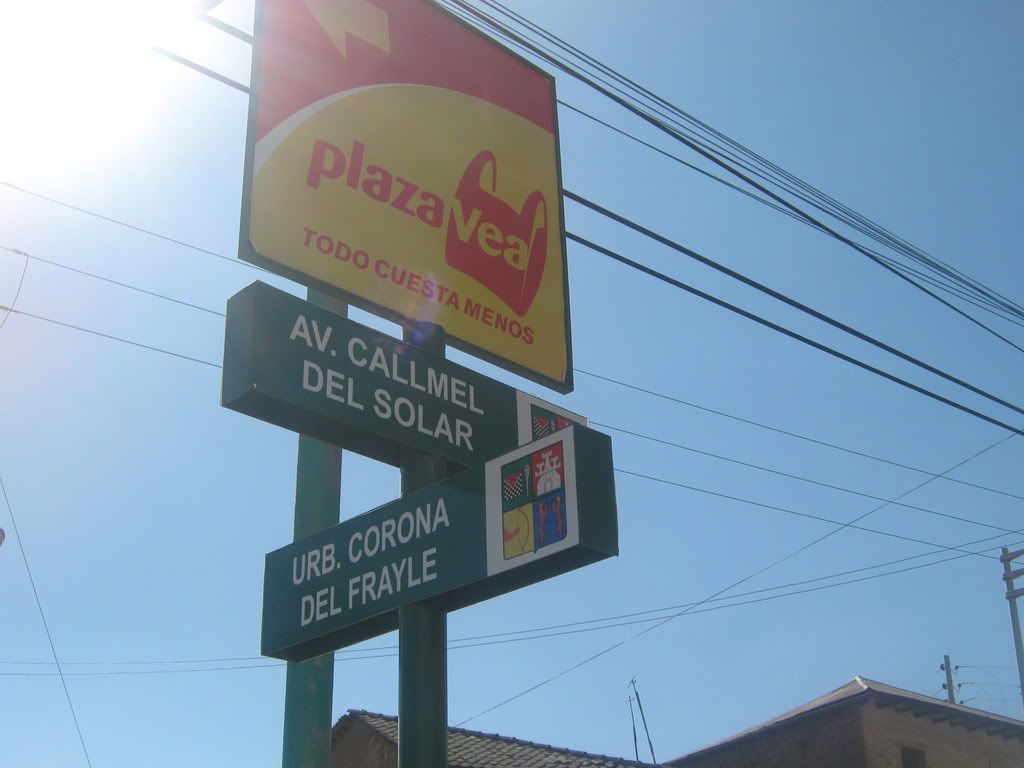 plaza vea
TODO CUESTA MENOS
AV. CALLMEL
DEL SOLAR
URB. CORONA
DEL FRAYLE